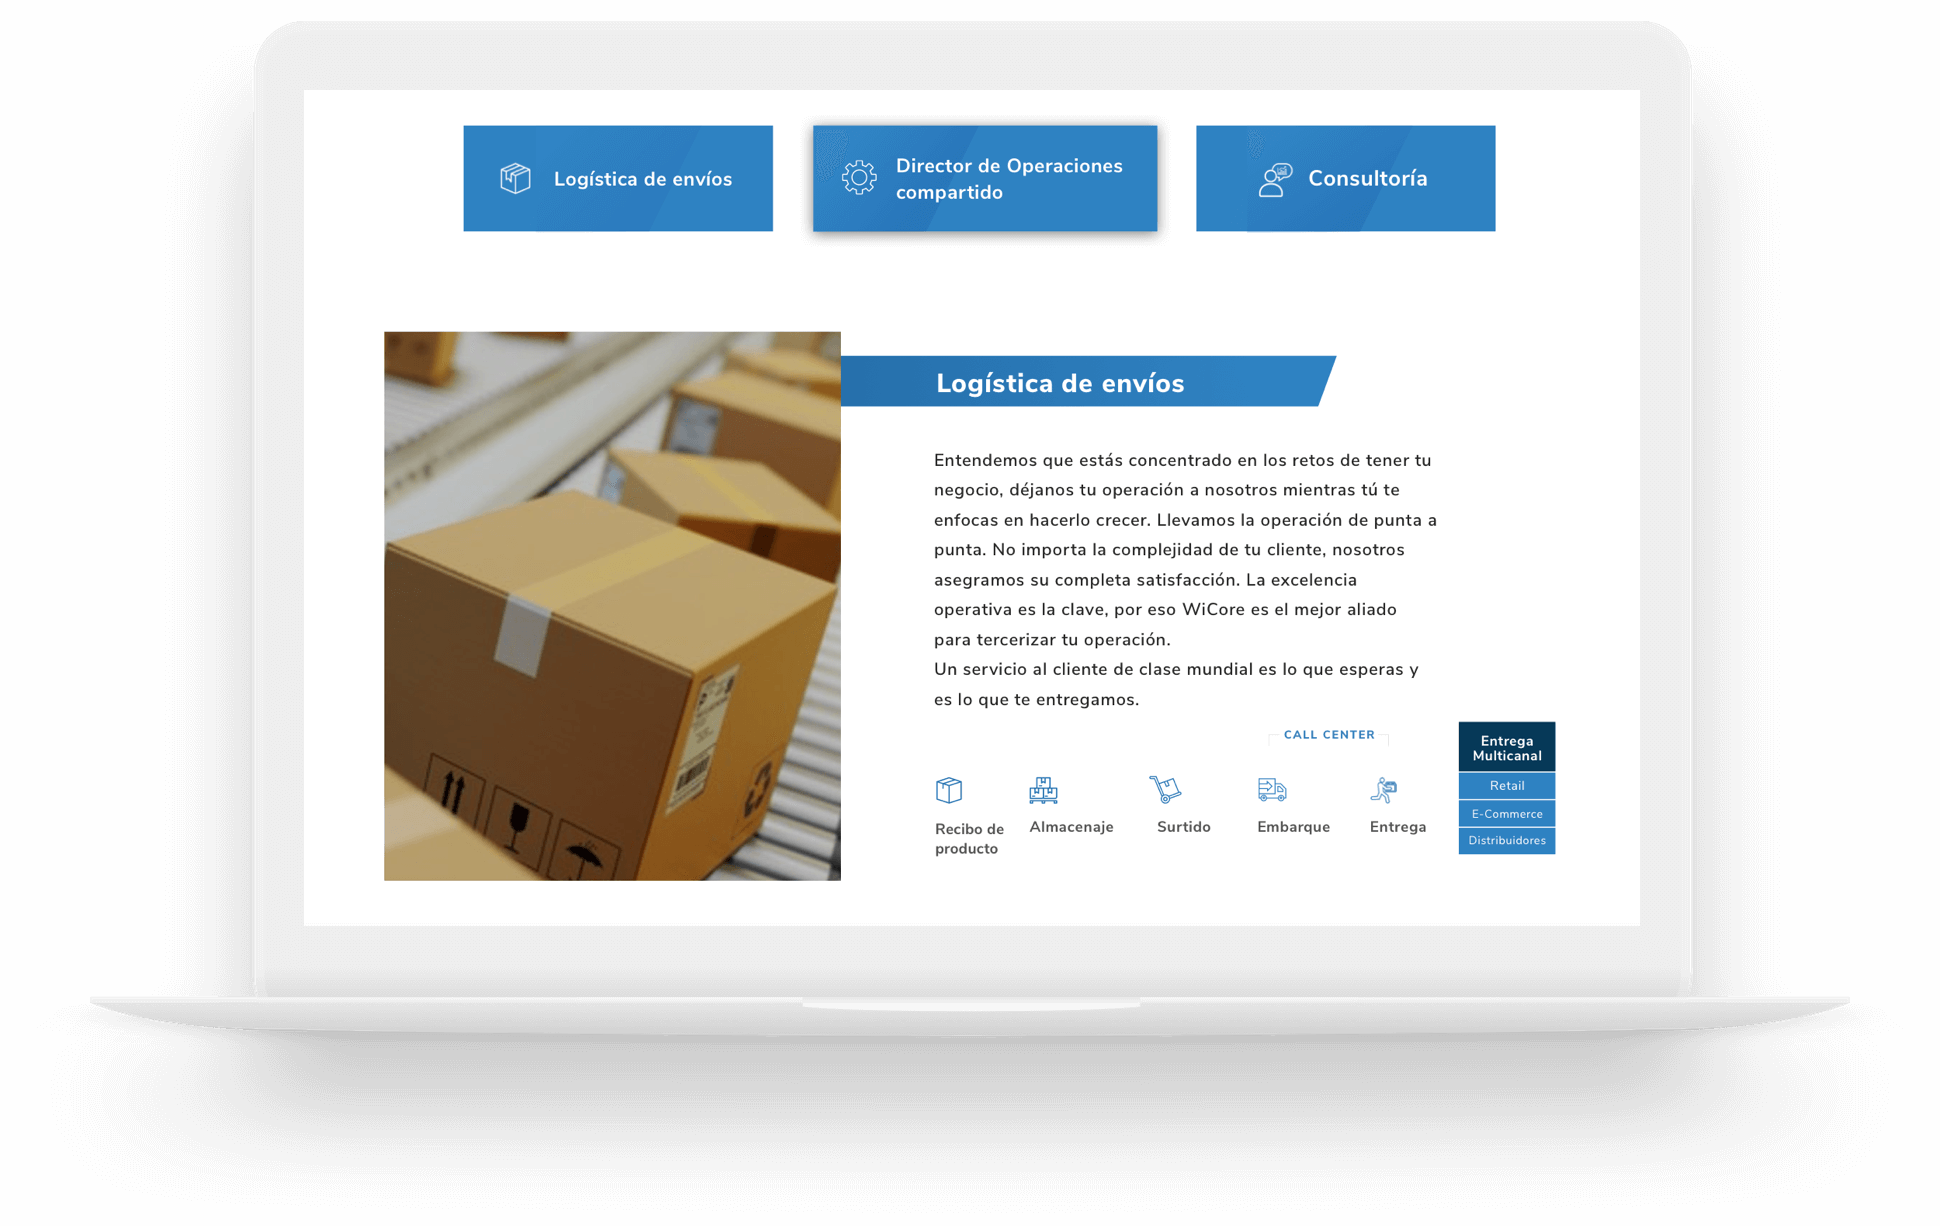 Logística de envíos
Director de Operaciones
compartido
Consultoría
Logística de envíos
Entendemos que estás concentrado en los retos de tener tu
negocio, déjanos tu operación a nosotros mientras tú te
enfocas en hacerlo crecer. Llevamos la operación de punta a
punta. No importa la complejidad de tu cliente, nosotros
asegramos su completa satisfacción. La excelencia
operativa es la clave, por eso WiCore es el mejor aliado
para tercerizar tu operación.
Un servicio al cliente de clase mundial es lo que esperas y
es lo que te entregamos.
CALL CENTER
Recibo de
producto
Almacenaje
Surtido
Embarque
Entrega
Entrega
Multicanal
Retail
E-Commerce
Distribuidores